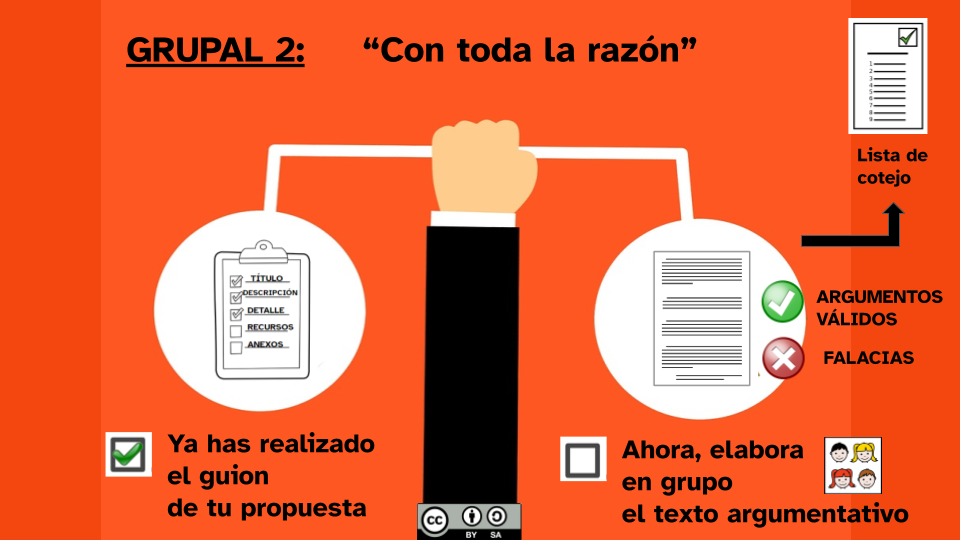 GRUPAL 2: “Con toda la razón”
1
2
3
4
5
6
7
8
9
Lista de
cotejo
TÍTULO
DESCRIPCIÓN
DETALLE
RECURSOS
ANEXOS
ARGUMENTOS
VÁLIDOS
FALACIAS
Ya has realizado
el guion
de tu propuesta
Ahora, elabora
en grupo
el texto argumentativo
cc
BY SA